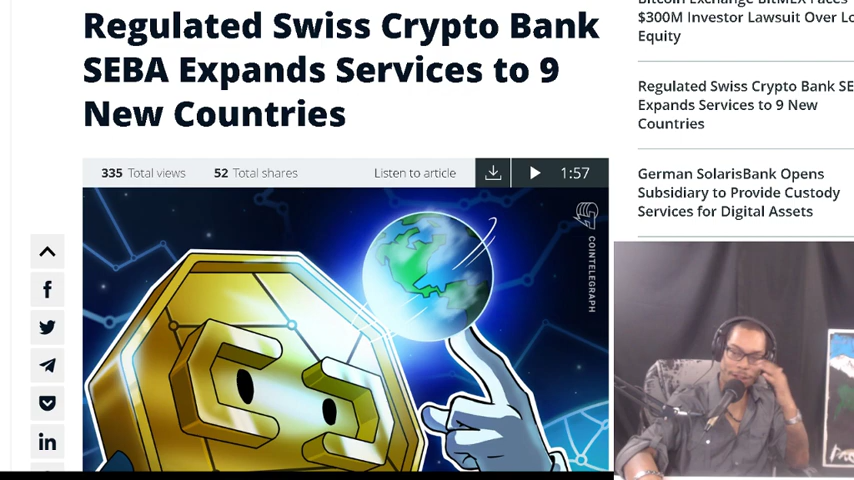 Regulated Swiss Crypto Bank
SEBA Expands Services to 9
New Countries
335 Total views 52 Total shares Listen to article 1:57
COINTELEGRAPH
Bitcoin Exchange BitMEX Faces
$300M Investor Lawsuit Over
Equity
Regulated Swiss Crypto Bank SE
Expands Services to 9 New
Countries
German SolarisBank Opens
Subsidiary to Provide Custody
Services for Digital Assets